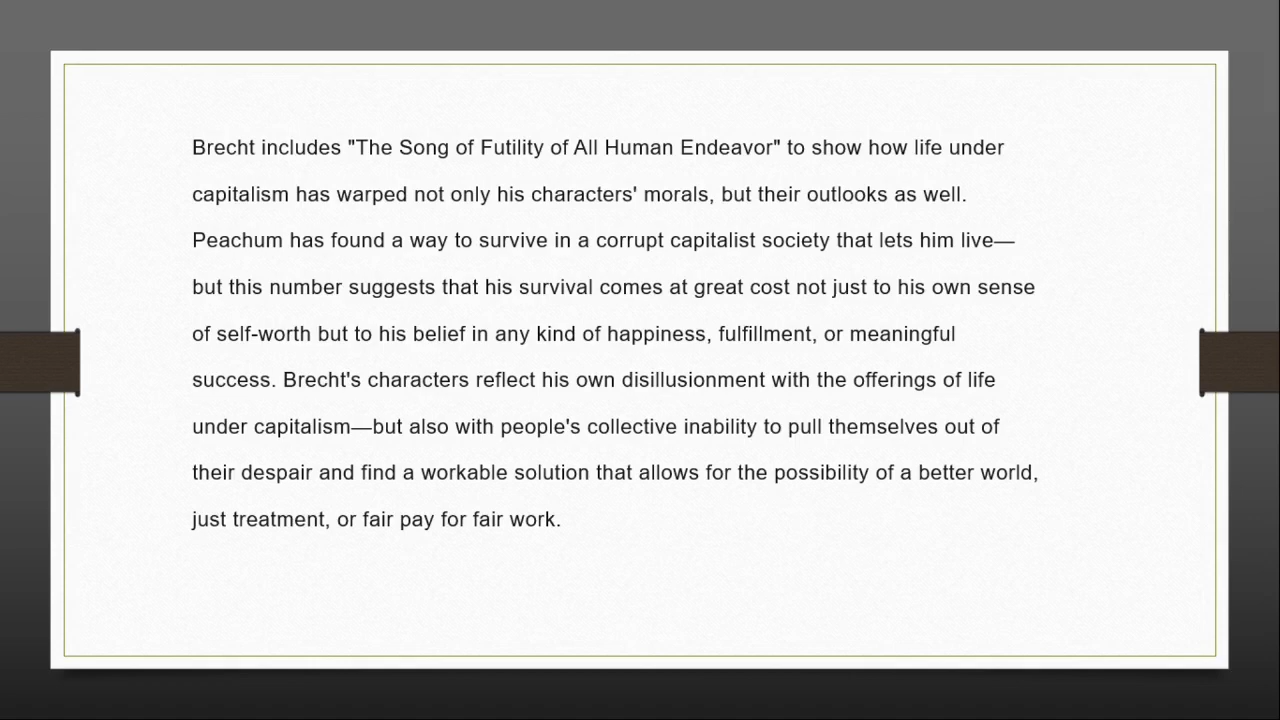 Brecht includes "The Song of Futility of All Human Endeavor" to show how life under
capitalism has warped not only his characters' morals, but their outlooks as well.
Peachum has found a way to survive in a corrupt capitalist society that lets him live—
but this number suggests that his survival comes at great cost not just to his own sense
of self-worth but to his belief in any kind of happiness, fulfillment, or meaningful
success. Brecht's characters reflect his own disillusionment with the offerings of life
under capitalism—but also with people's collective inability to pull themselves out of
their despair and find a workable solution that allows for the possibility of a better world,
just treatment, or fair pay for fair work.